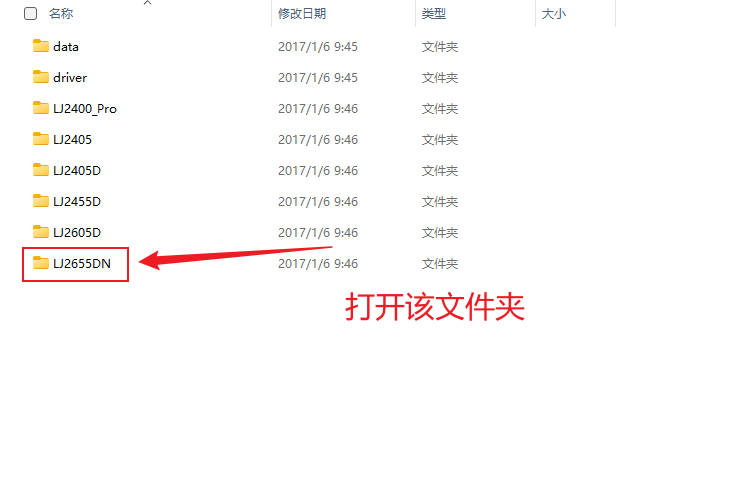 名称 修改日期 类型 大小
data 2017/1/6 9:45 文件夹
driver 2017/1/6 9:45 文件夹
LJ2400_Pro 2017/1/6 9:46 文件夹
LJ2405 2017/1/6 9:46 文件夹
LJ2405D 2017/1/6 9:46 文件夹
LJ2455D 2017/1/6 9:46 文件夹
LJ2605D 2017/1/6 9:46 文件夹
LJ2655DN 2017/1/6 9:46 文件夹
打开该文件夹